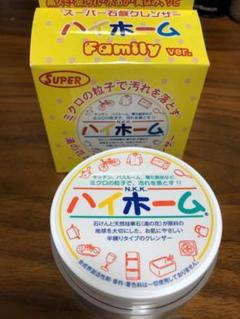 スーパー石鹸クレンザー
ハイホーム
Family ver.
SUPER
ミクロの粒子で汚れを落とす
ハイホーム
キッチン、バスルーム、電化製品など
ミクロの粒子で、汚れを落とす!!
N.K.K.
ハイホーム
石けんと天然珪華石(湯の花)が原料の
地球を大切にした、お肌にやさしい
半練りタイプのクレンザー